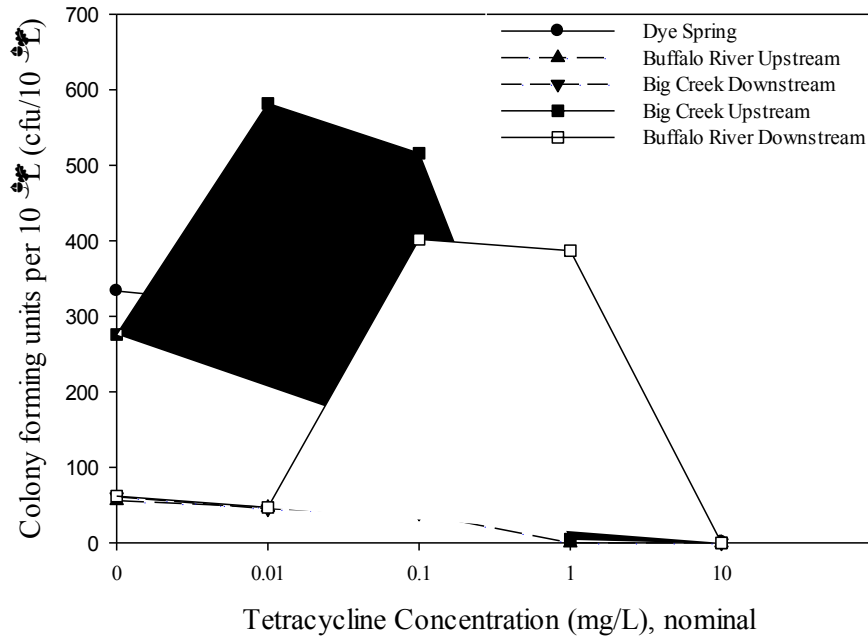 700
600
500
400
300
200
100
0
0 0.01 0.1 1 10
Colony forming units per 10 L (cfu/10 L)
Tetracycline Concentration (mg/L), nominal
Dye Spring
Buffalo River Upstream
Big Creek Downstream
Big Creek Upstream
Buffalo River Downstream